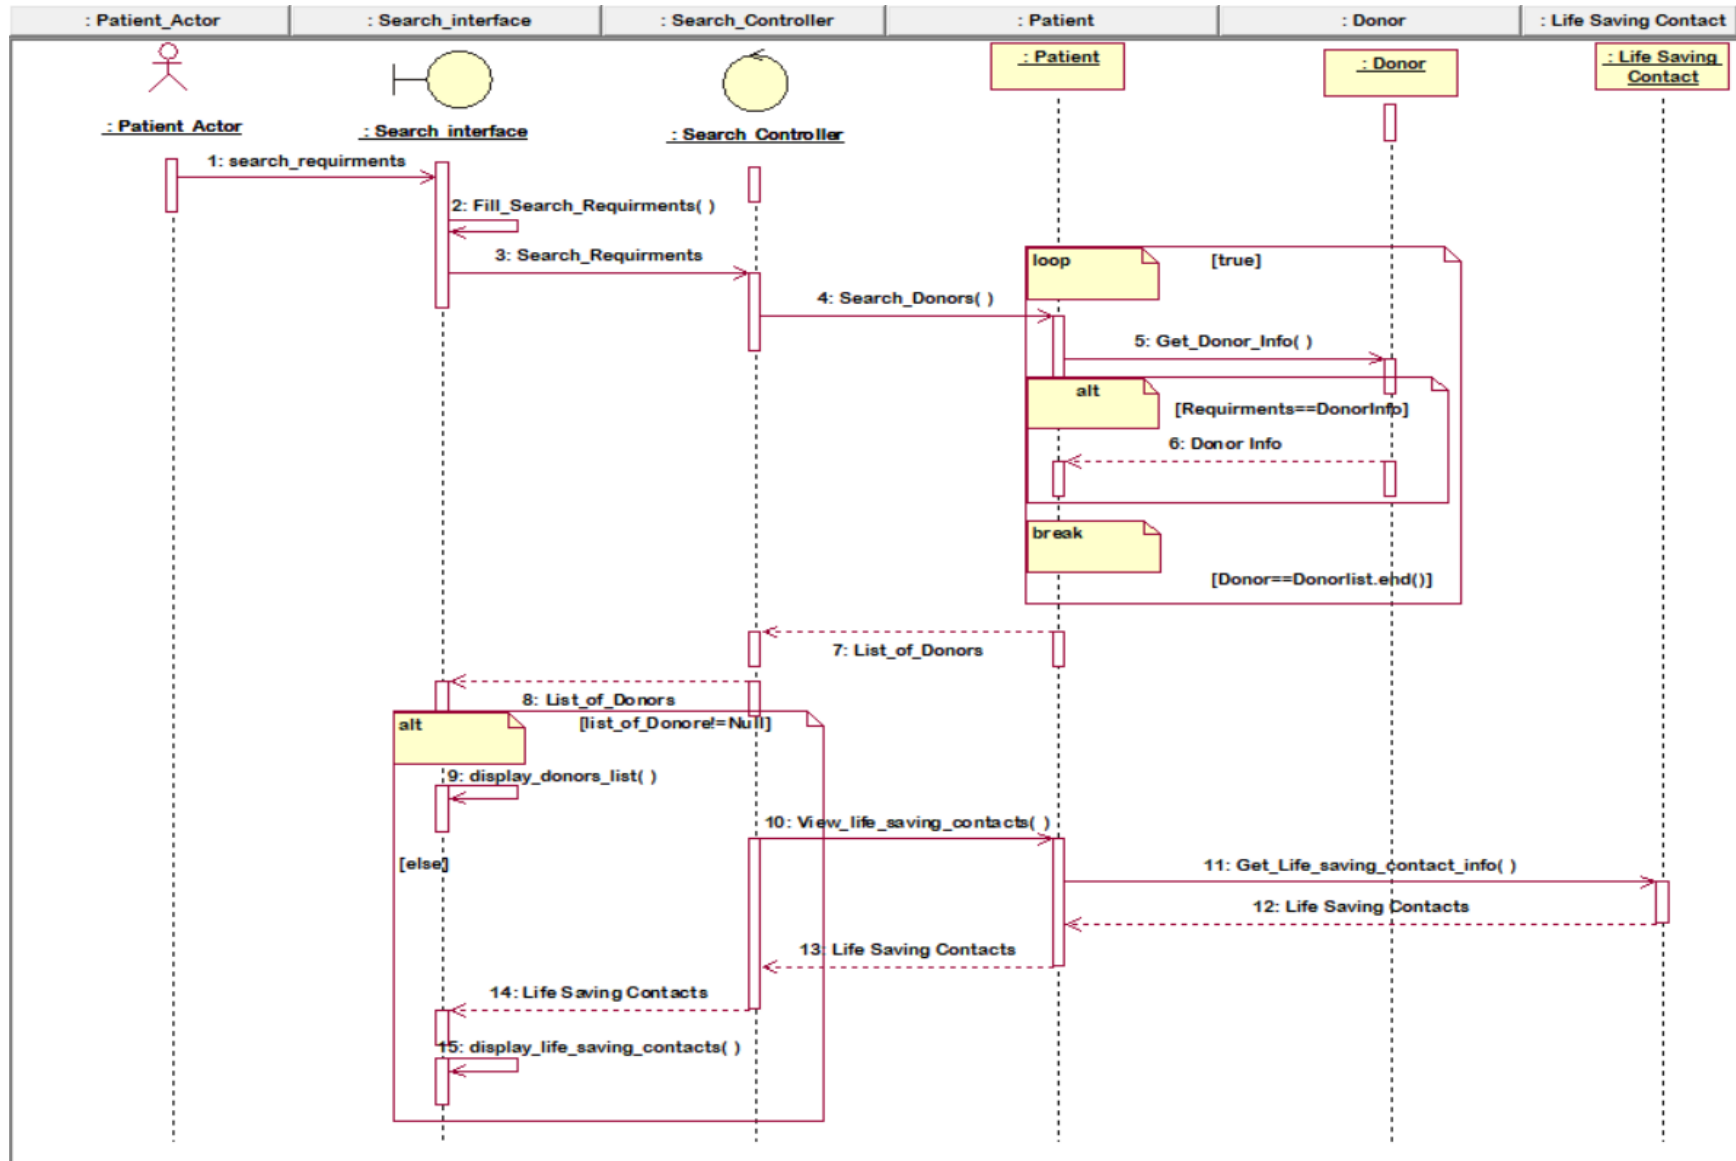 : Patient_Actor
: Search_interface
: Search_Controller
: Patient
: Donor
: Life Saving Contact
: Patient Actor
: Search interface
: Search Controller
: Patient
: Donor
: Life Saving
Contact
1: search_requirments
2: Fill_Search_Requirments( )
3: Search_Requirments
loop
[true]
4: Search_Donors( )
5: Get_Donor_Info( )
alt
[Requirments==DonorInfo]
6: Donor Info
break
[Donor==Donorlist.end()]
7: List_of_Donors
8: List_of_Donors
alt
[list_of_Donore!=Null]
9: display_donors_list( )
10: View_life_saving_contacts( )
[else]
11: Get_Life_saving_contact_info( )
12: Life Saving Contacts
13: Life Saving Contacts
14: Life Saving Contacts
15: display_life_saving_contacts( )